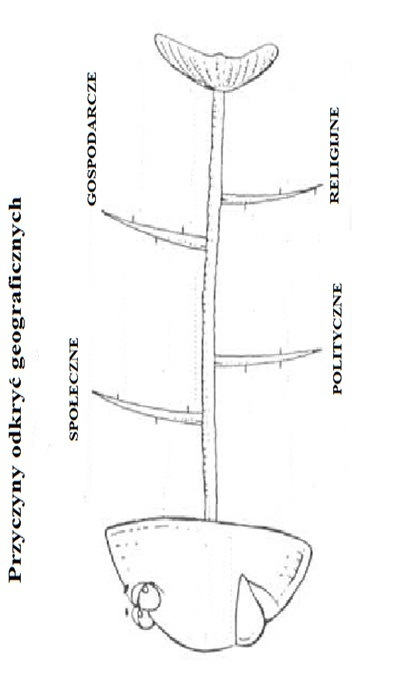 Przyczyny odkryć geograficznych
SPOŁECZNE
GOSPODARCZE
POLITYCZNE
RELIGIJNE